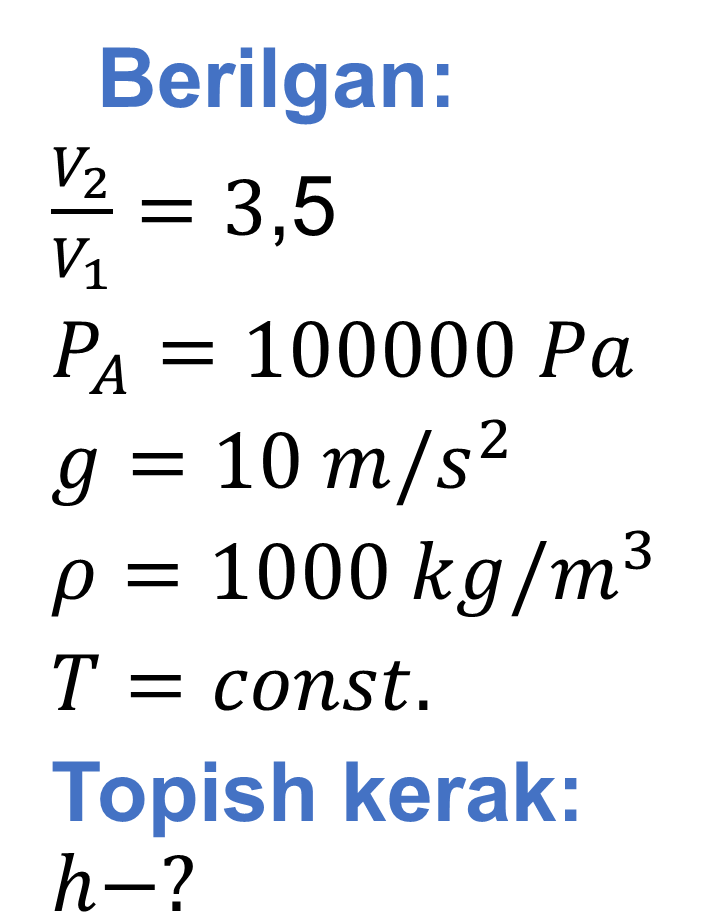 Berilgan:
V₂/V₁ = 3,5
P_A = 100000 Pa
g = 10 m/s²
ρ = 1000 kg/m³
T = const.
Topish kerak:
h−?